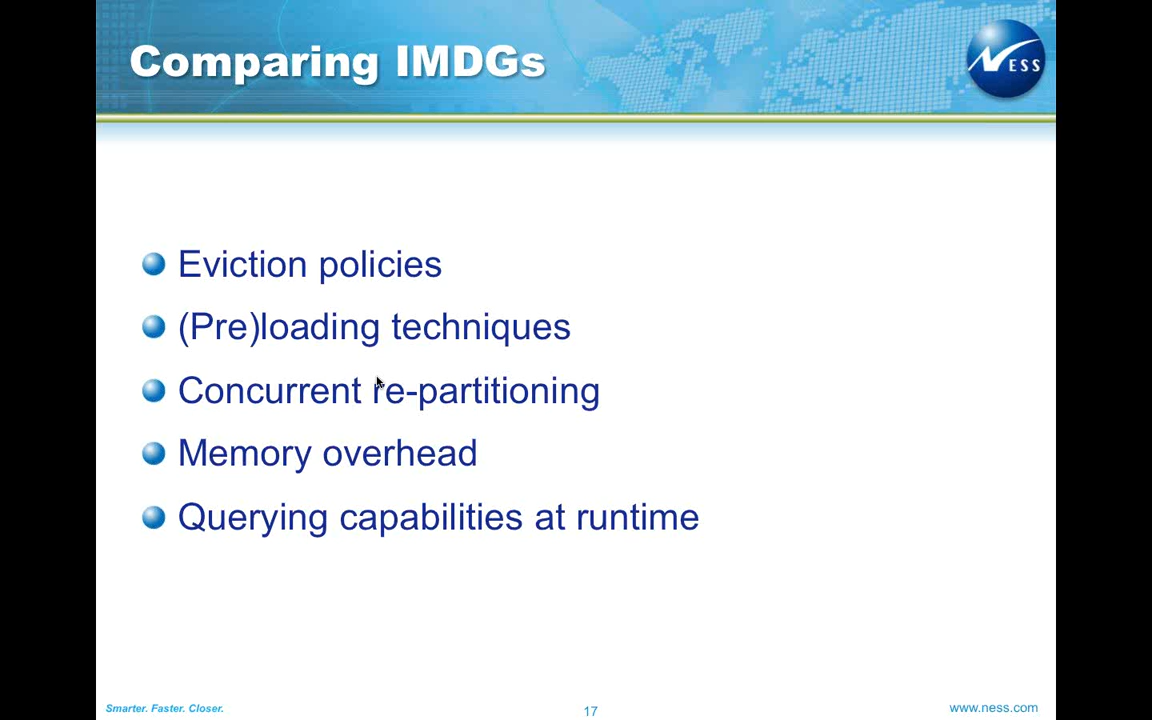 Comparing IMDGs
NESS
Eviction policies
(Pre)loading techniques
Concurrent re-partitioning
Memory overhead
Querying capabilities at runtime
Smarter. Faster. Closer.
17
www.ness.com